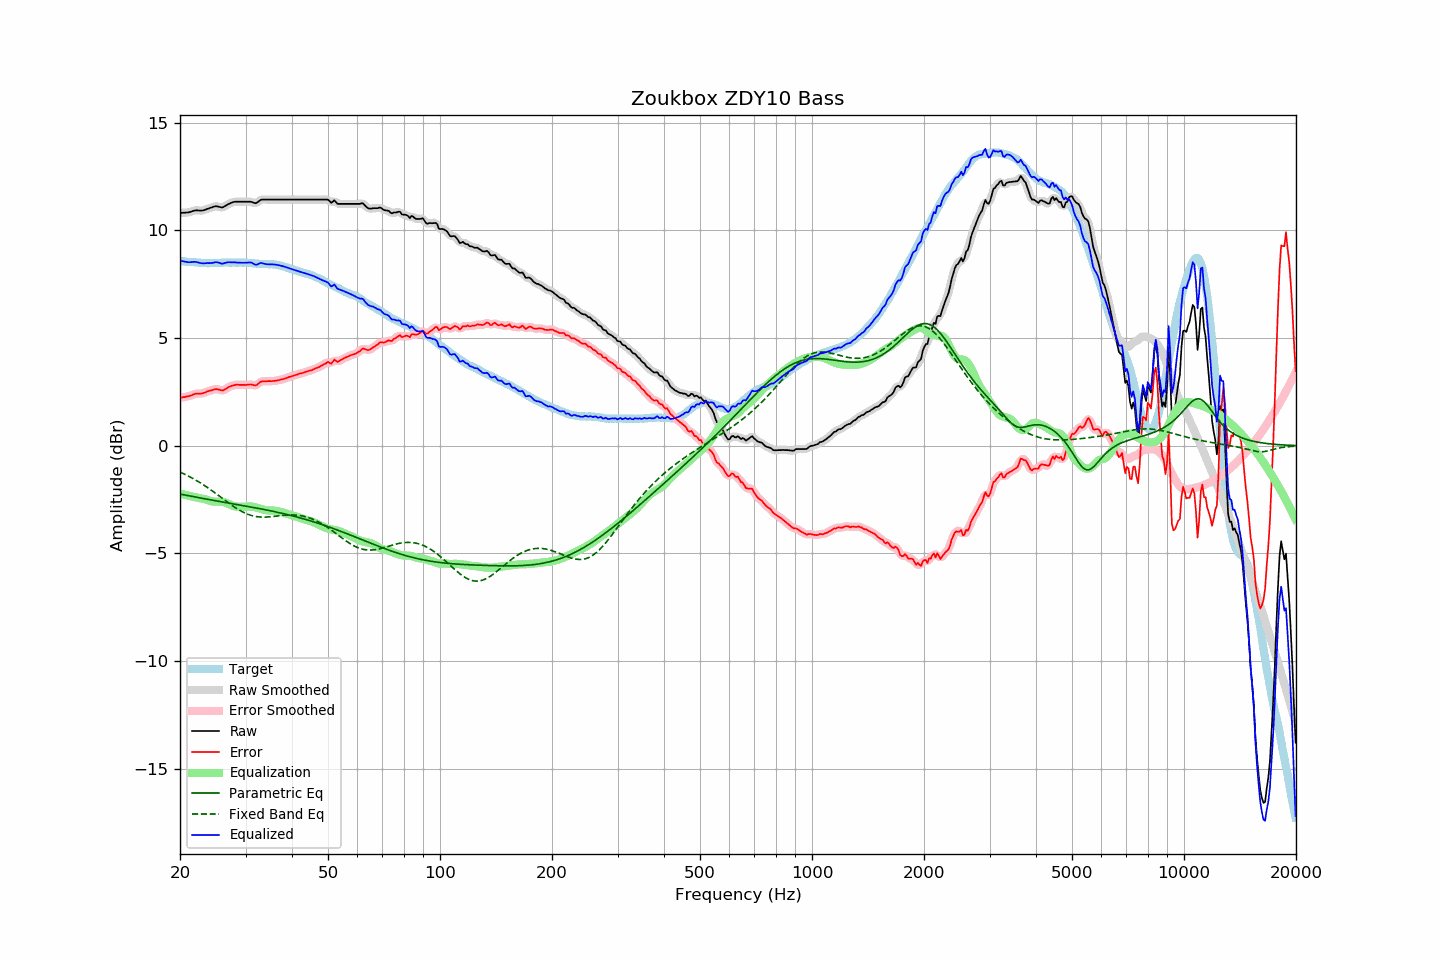 Zoukbox ZDY10 Bass
Amplitude (dBr)
15
10
5
0
−5
−10
−15
Target
Raw Smoothed
Error Smoothed
Raw
Error
Equalization
Parametric Eq
Fixed Band Eq
Equalized
20 50 100 200 500 1000 2000 5000 10000 20000
Frequency (Hz)